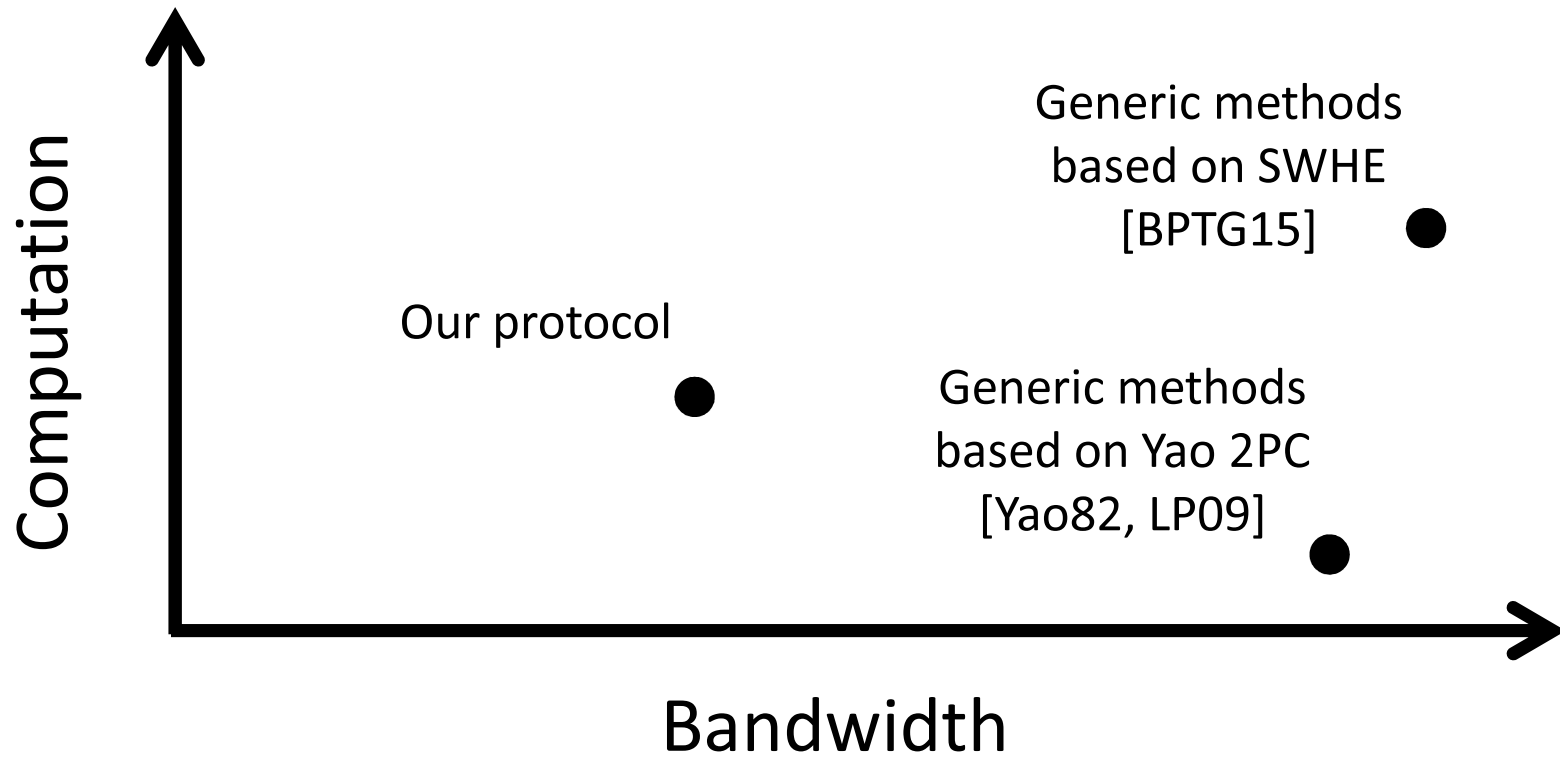 Generic methods
based on SWHE
[BPTG15]
Our protocol
Generic methods
based on Yao 2PC
[Yao82, LP09]
Computation
Bandwidth